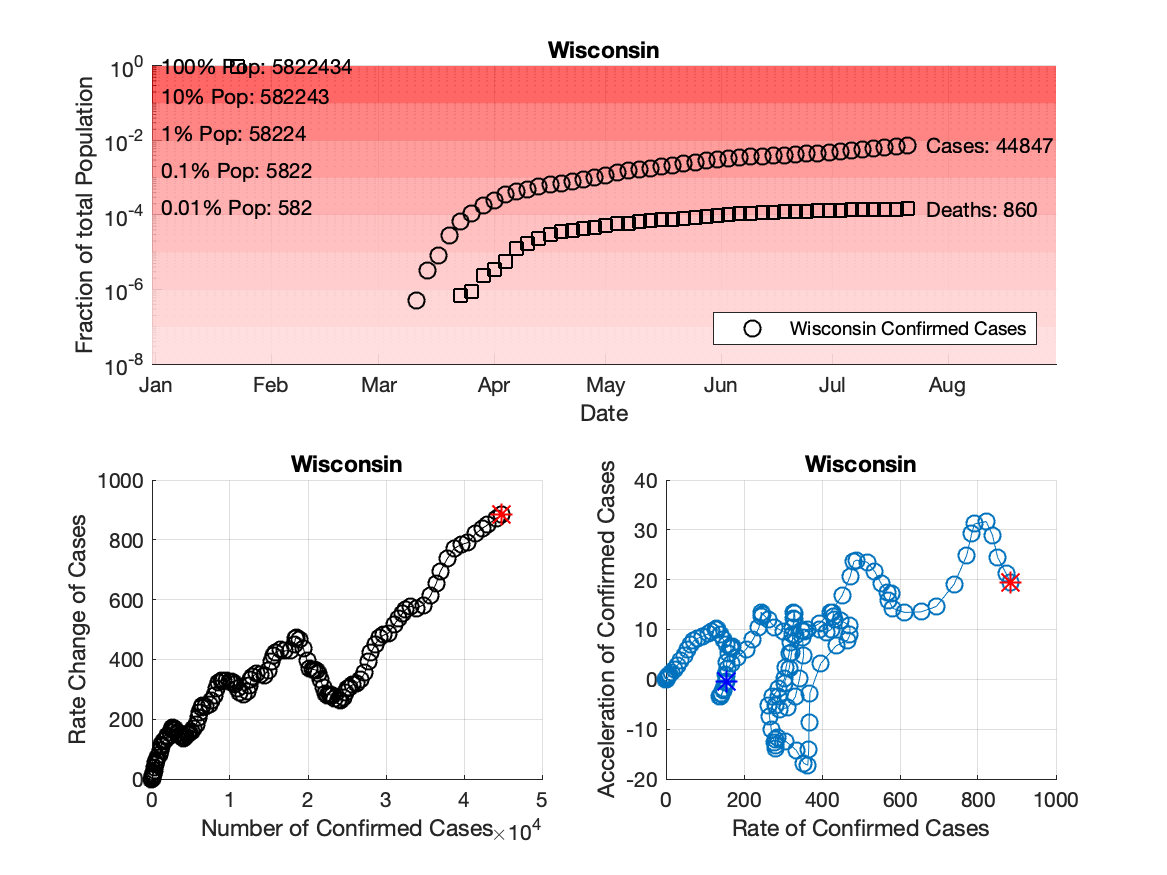 Wisconsin
Fraction of total Population
10^0
10^-2
10^-4
10^-6
10^-8
100% Pop: 5822434
10% Pop: 582243
1% Pop: 58224
0.1% Pop: 5822
0.01% Pop: 582
Cases: 44847
Deaths: 860
Wisconsin Confirmed Cases
Jan Feb Mar Apr May Jun Jul Aug
Date
Wisconsin
Rate Change of Cases
1000
800
600
400
200
0
0 1 2 3 4 5
Number of Confirmed Cases ×10^4
Wisconsin
Acceleration of Confirmed Cases
40
30
20
10
0
-10
-20
0 200 400 600 800 1000
Rate of Confirmed Cases